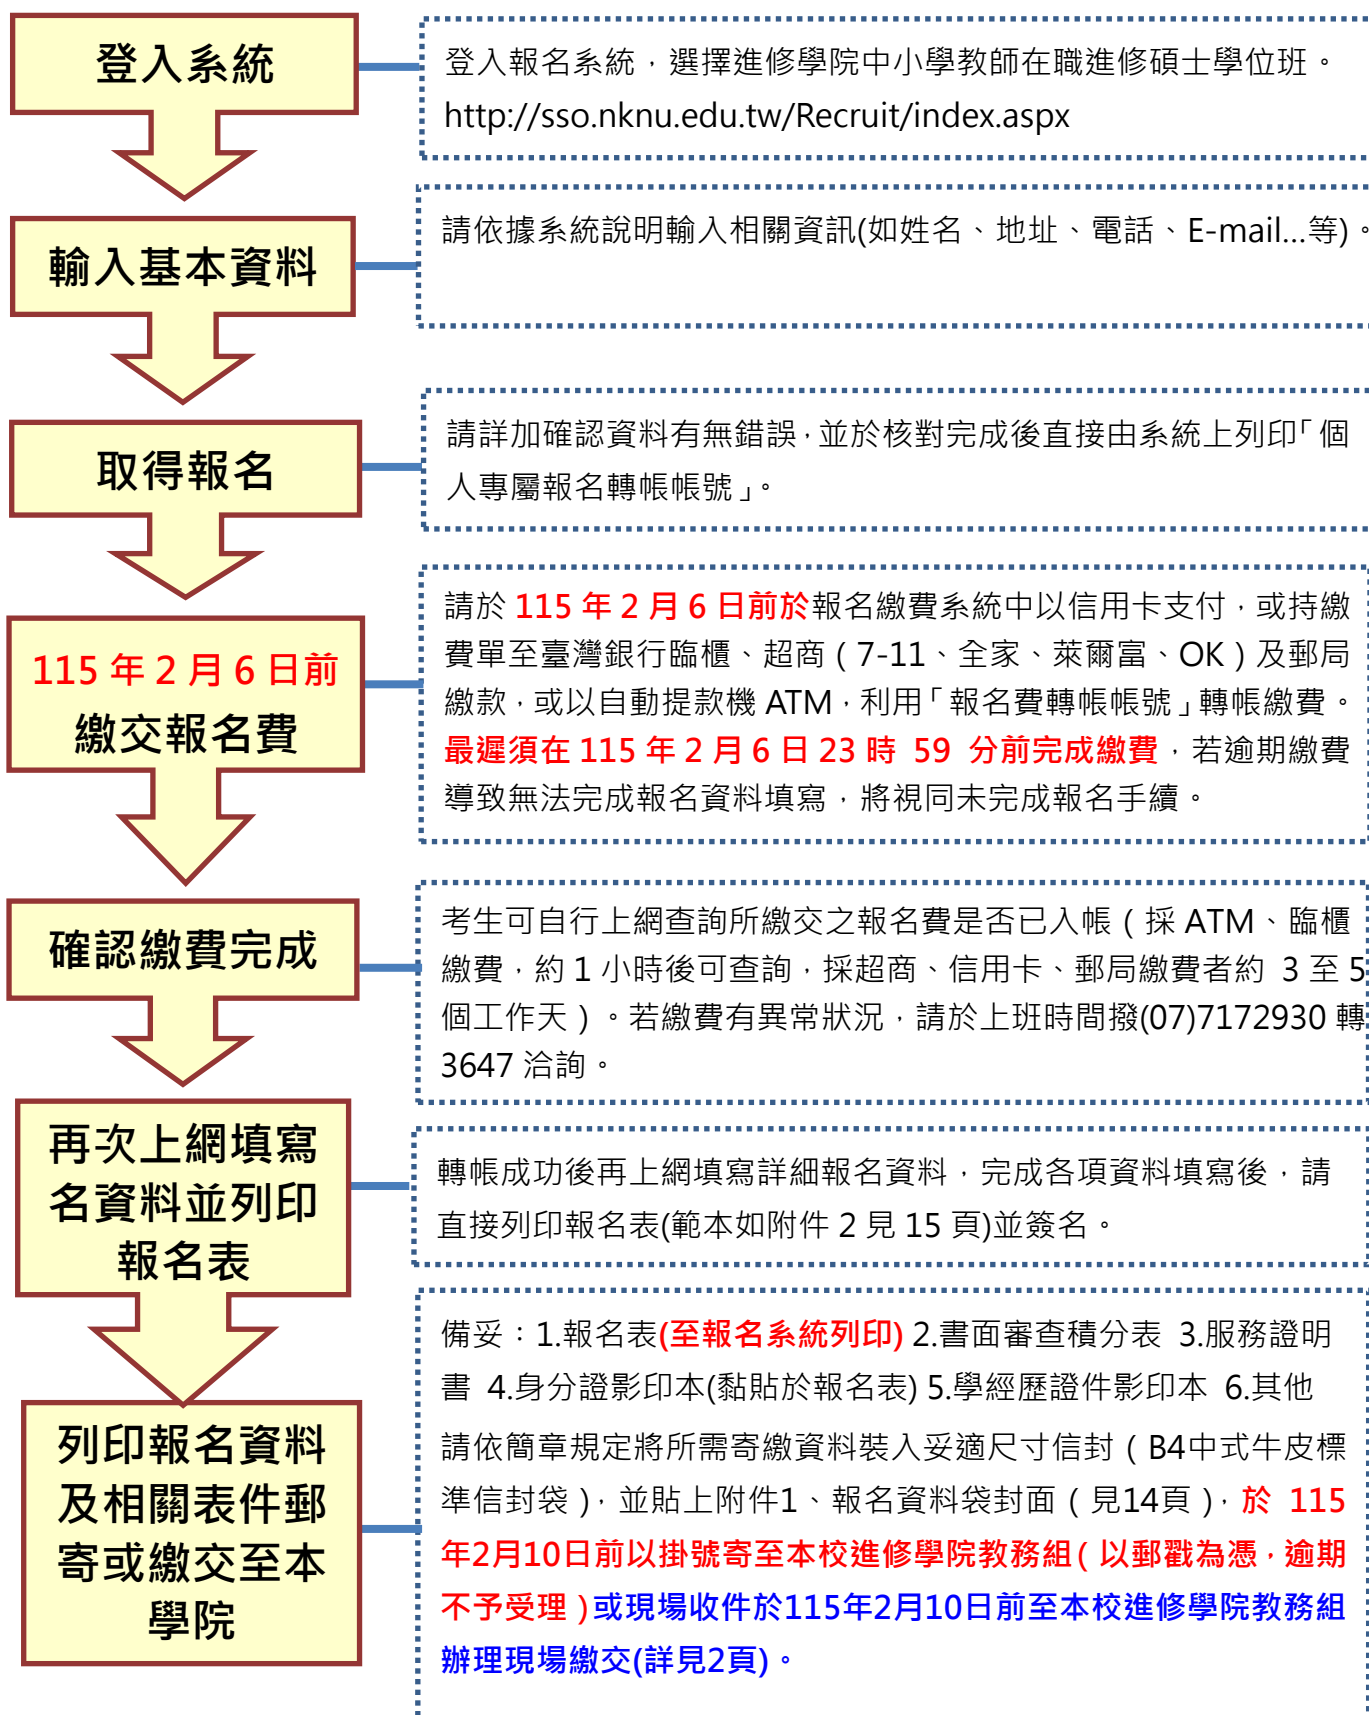 登入系統
登入報名系統，選擇進修學院中小學教師在職進修碩士學位班。
http://sso.nknu.edu.tw/Recruit/index.aspx
輸入基本資料
請依據系統說明輸入相關資訊(如姓名、地址、電話、E-mail…等)。
取得報名
請詳加確認資料有無錯誤，並於核對完成後直接由系統上列印「個
人專屬報名轉帳帳號」。
115 年 2 月 6 日前
繳交報名費
請於 115 年 2 月 6 日前於報名繳費系統中以信用卡支付，或持繳
費單至臺灣銀行臨櫃、超商（7-11、全家、萊爾富、OK）及郵局
繳款，或以自動提款機 ATM，利用「報名費轉帳帳號」轉帳繳費。
最遲須在 115 年 2 月 6 日 23 時 59 分前完成繳費，若逾期繳費
導致無法完成報名資料填寫，將視同未完成報名手續。
確認繳費完成
考生可自行上網查詢所繳交之報名費是否已入帳（採 ATM、臨櫃
繳費，約 1 小時後可查詢，採超商、信用卡、郵局繳費者約 3 至 5
個工作天）。若繳費有異常狀況，請於上班時間撥(07)7172930 轉
3647 洽詢。
再次上網填寫
名資料並列印
報名表
轉帳成功後再上網填寫詳細報名資料，完成各項資料填寫後，請
直接列印報名表(範本如附件 2 見 15 頁)並簽名。
列印報名資料
及相關表件郵
寄或繳交至本
學院
備妥：1.報名表(至報名系統列印) 2.書面審查積分表 3.服務證明
書 4.身分證影印本(黏貼於報名表) 5.學經歷證件影印本 6.其他
請依簡章規定將所需寄繳資料裝入妥適尺寸信封（B4中式牛皮標
準信封袋），並貼上附件1、報名資料袋封面（見14頁），於 115
年2月10日前以掛號寄至本校進修學院教務組（以郵戳為憑，逾期
不予受理）或現場收件於115年2月10日前至本校進修學院教務組
辦理現場繳交(詳見2頁)。